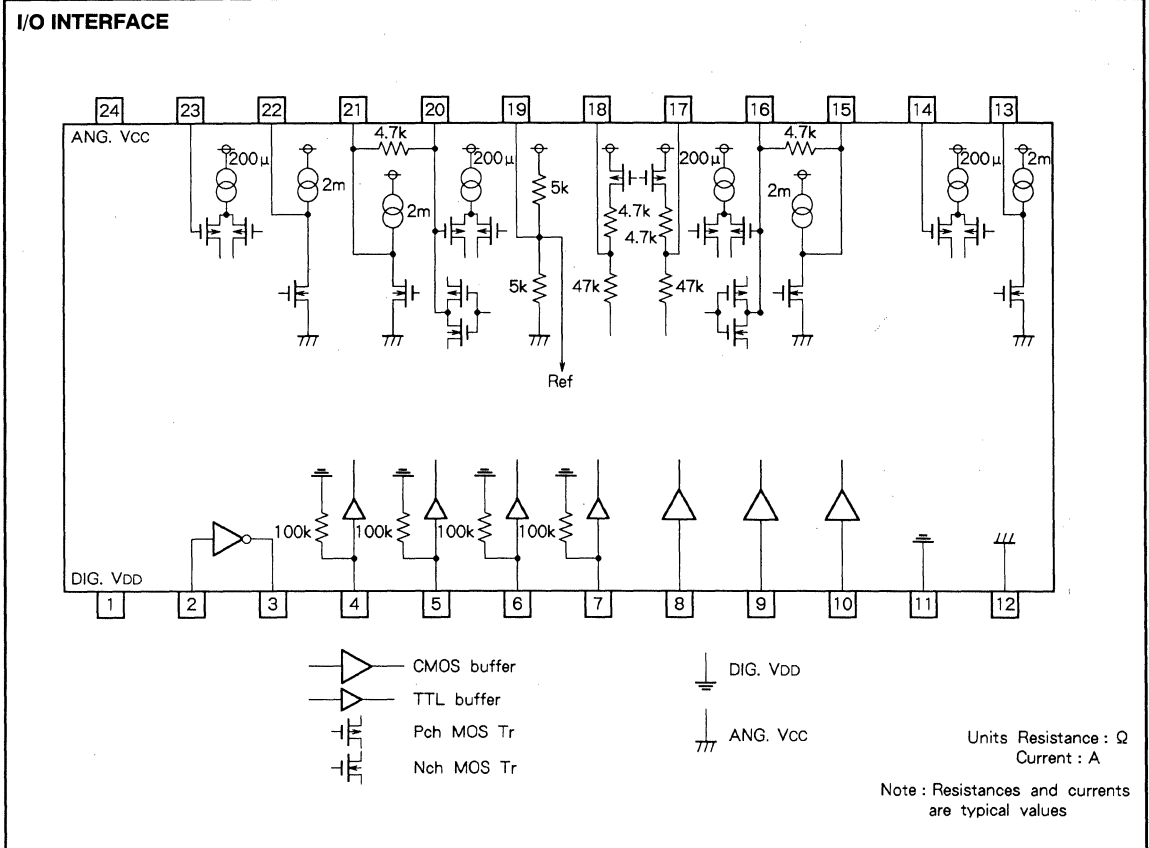 I/O INTERFACE
24 23 22 21 20 19 18 17 16 15 14 13
ANG. VCC
4.7k 4.7k
200μ 200μ 200μ 200μ 2m
2m 5k 2m
2m 4.7k
4.7k
5k 47k 47k
Ref
100k 100k 100k 100k
DIG. VDD
1 2 3 4 5 6 7 8 9 10 11 12
CMOS buffer
TTL buffer
Pch MOS Tr
Nch MOS Tr
DIG. VDD
ANG. VCC
Units Resistance : Ω
Current : A
Note : Resistances and currents
are typical values